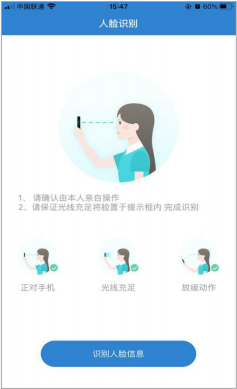 中国联通 15:47 60%
人脸识别
1、 请确认由本人亲自操作
2、 请保证光线充足将脸置于提示框内 完成识别
正对手机 光线充足 放缓动作
识别人脸信息